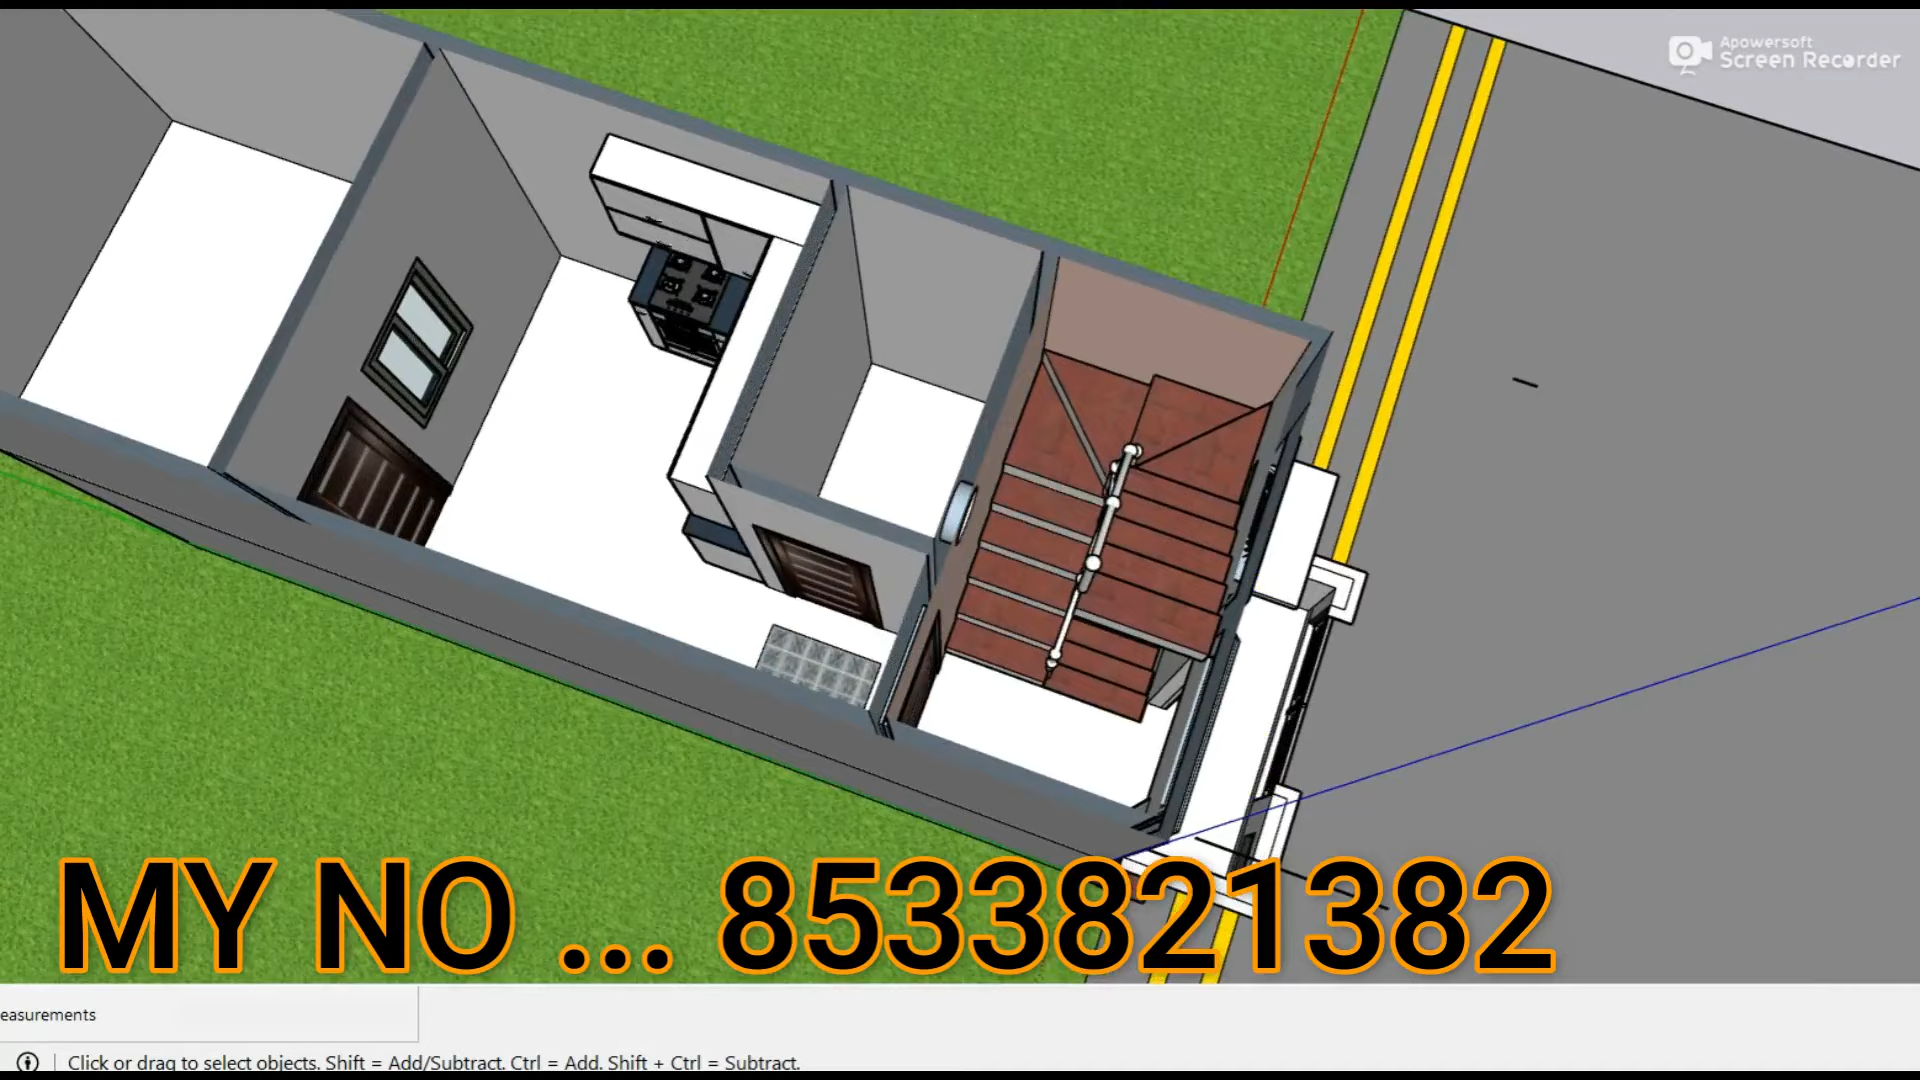 Apowersoft
Screen Recorder
MY NO ... 8533821382
easurements
Click or drag to select objects. Shift = Add/Subtract. Ctrl = Add. Shift + Ctrl = Subtract.